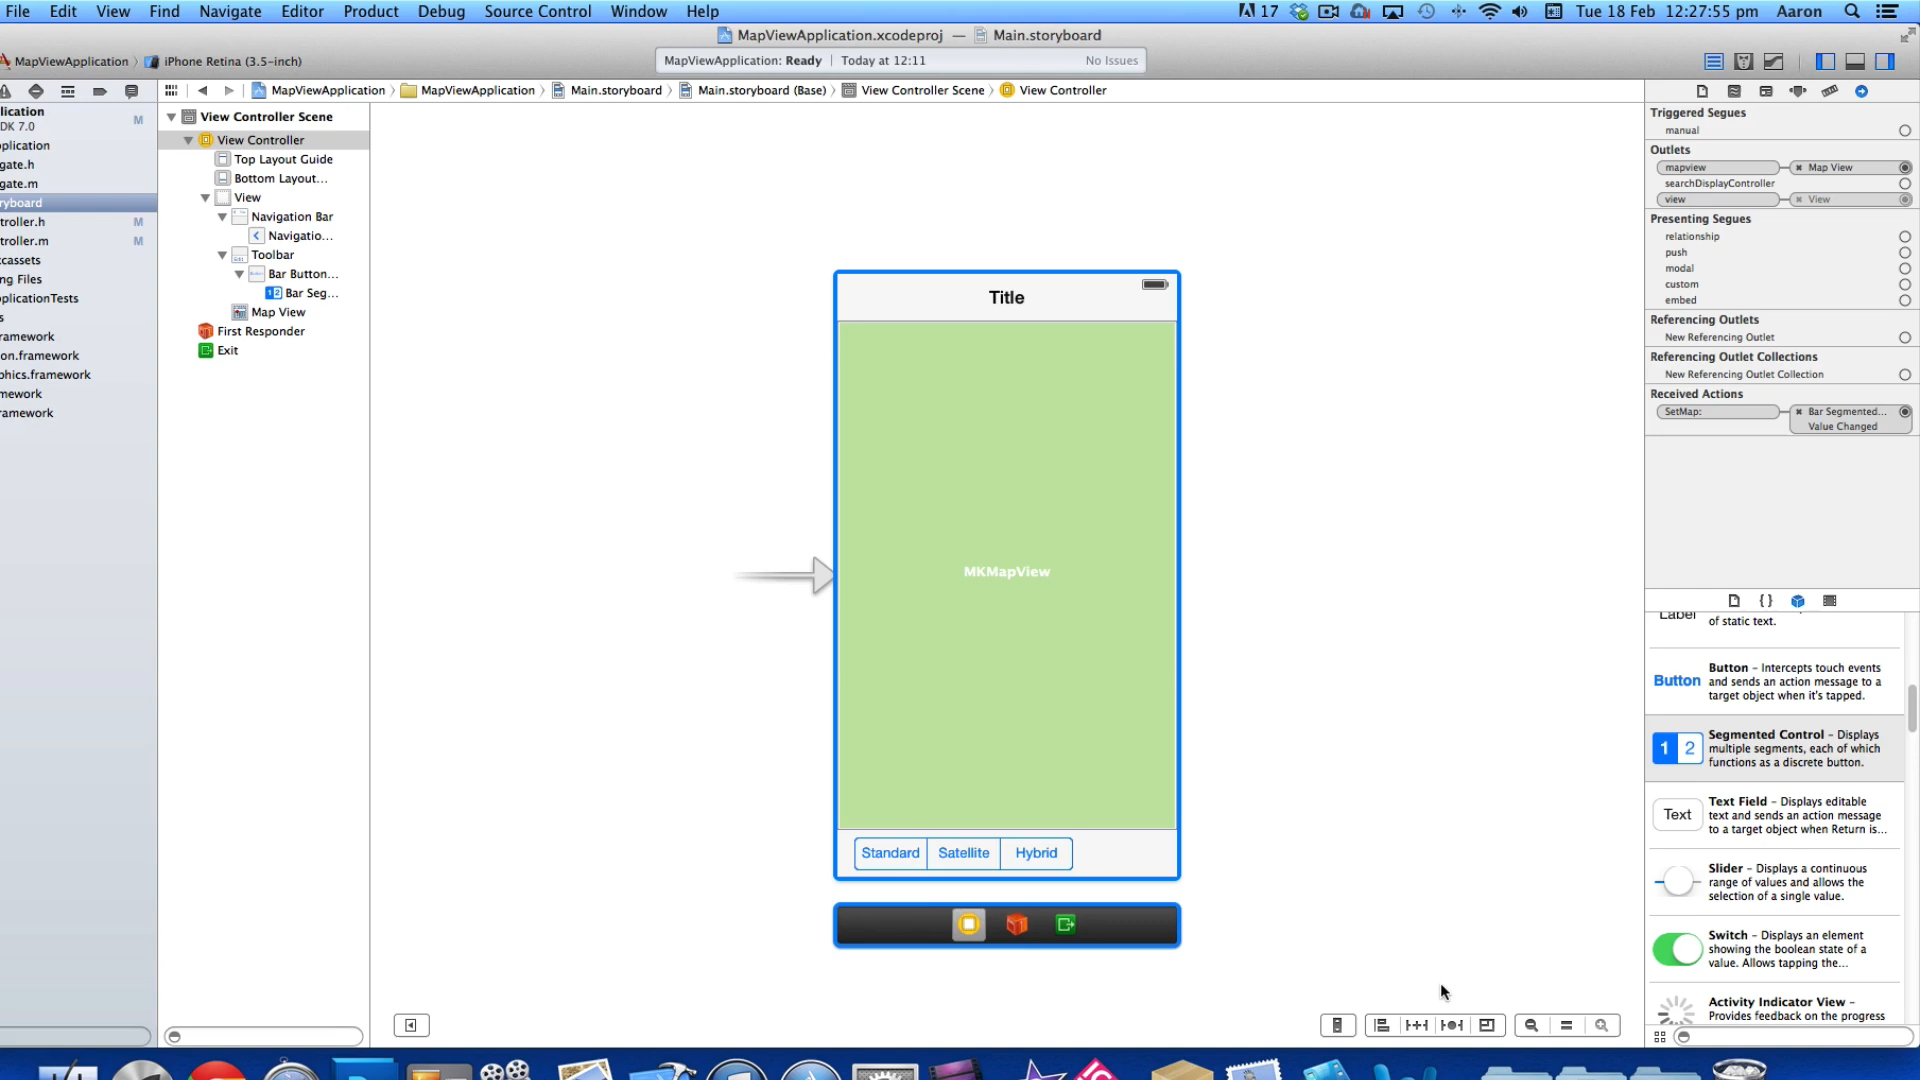 File Edit View Find Navigate Editor Product Debug Source Control Window Help 17 Tue 18 Feb 12:27:55 pm Aaron
MapViewApplication.xcodeproj — Main.storyboard
MapViewApplication iPhone Retina (3.5-inch)
MapViewApplication: Ready Today at 12:11 No Issues
MapViewApplication MapViewApplication Main.storyboard Main.storyboard (Base) View Controller Scene View Controller
lication
DK 7.0 M
plication
gate.h
gate.m
ryboard
troller.h M
troller.m M
cassets
ng Files
plicationTests
s
ramework
on.framework
phics.framework
mework
ramework
View Controller Scene
View Controller
Top Layout Guide
Bottom Layout...
View
Navigation Bar
Navigatio...
Toolbar
Bar Button...
Bar Seg...
Map View
First Responder
Exit
Title
MKMapView
Standard Satellite Hybrid
Triggered Segues
manual
Outlets
mapview Map View
searchDisplayController
view View
Presenting Segues
relationship
push
modal
custom
embed
Referencing Outlets
New Referencing Outlet
Referencing Outlet Collections
New Referencing Outlet Collection
Received Actions
SetMap: Bar Segmented...
Value Changed
Label
of static text.
Button Button – Intercepts touch events
and sends an action message to a
target object when it's tapped.
1 2 Segmented Control – Displays
multiple segments, each of which
functions as a discrete button.
Text Text Field – Displays editable
text and sends an action message
to a target object when Return is...
Slider – Displays a continuous
range of values and allows the
selection of a single value.
Switch – Displays an element
showing the boolean state of a
value. Allows tapping the...
Activity Indicator View –
Provides feedback on the progress